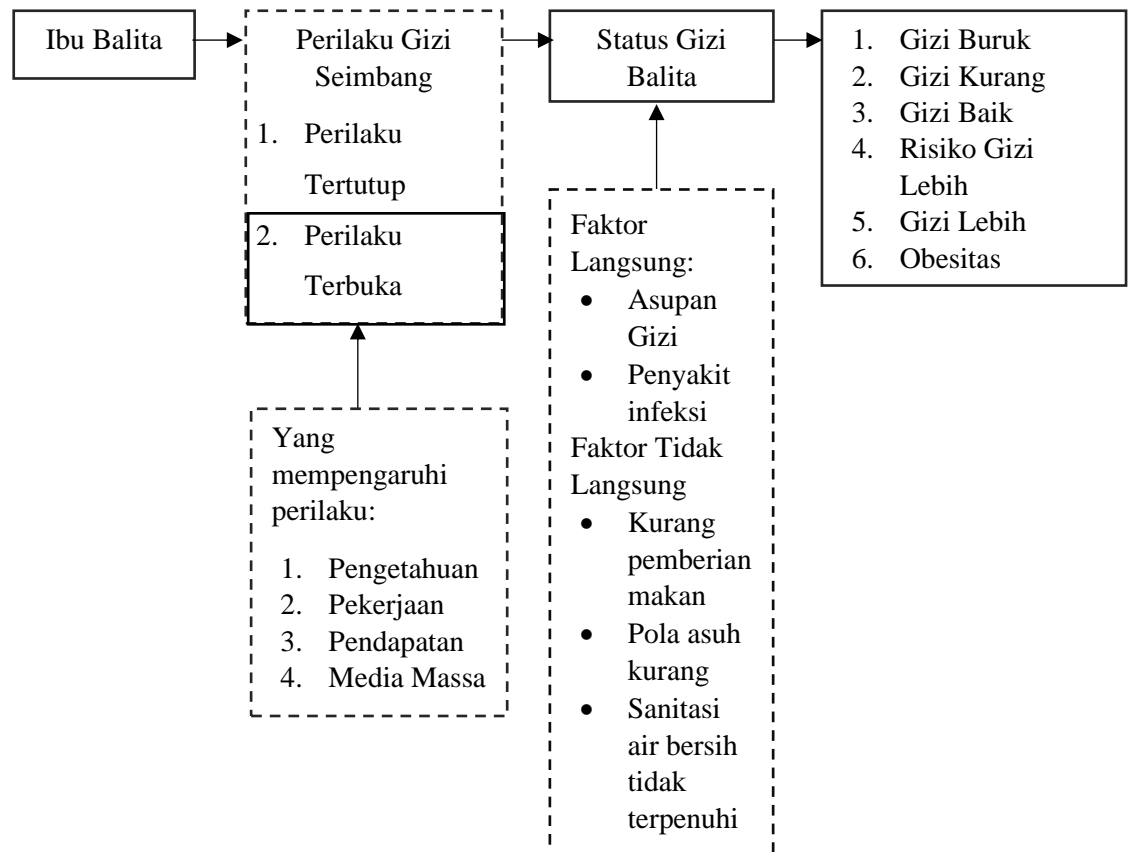 Ibu Balita
Perilaku Gizi
Seimbang
1. Perilaku
Tertutup
2. Perilaku
Terbuka
Yang
mempengaruhi
perilaku:
1. Pengetahuan
2. Pekerjaan
3. Pendapatan
4. Media Massa
Status Gizi
Balita
Faktor
Langsung:
• Asupan
Gizi
• Penyakit
infeksi
Faktor Tidak
Langsung
• Kurang
pemberian
makan
• Pola asuh
kurang
• Sanitasi
air bersih
tidak
terpenuhi
1. Gizi Buruk
2. Gizi Kurang
3. Gizi Baik
4. Risiko Gizi
Lebih
5. Gizi Lebih
6. Obesitas